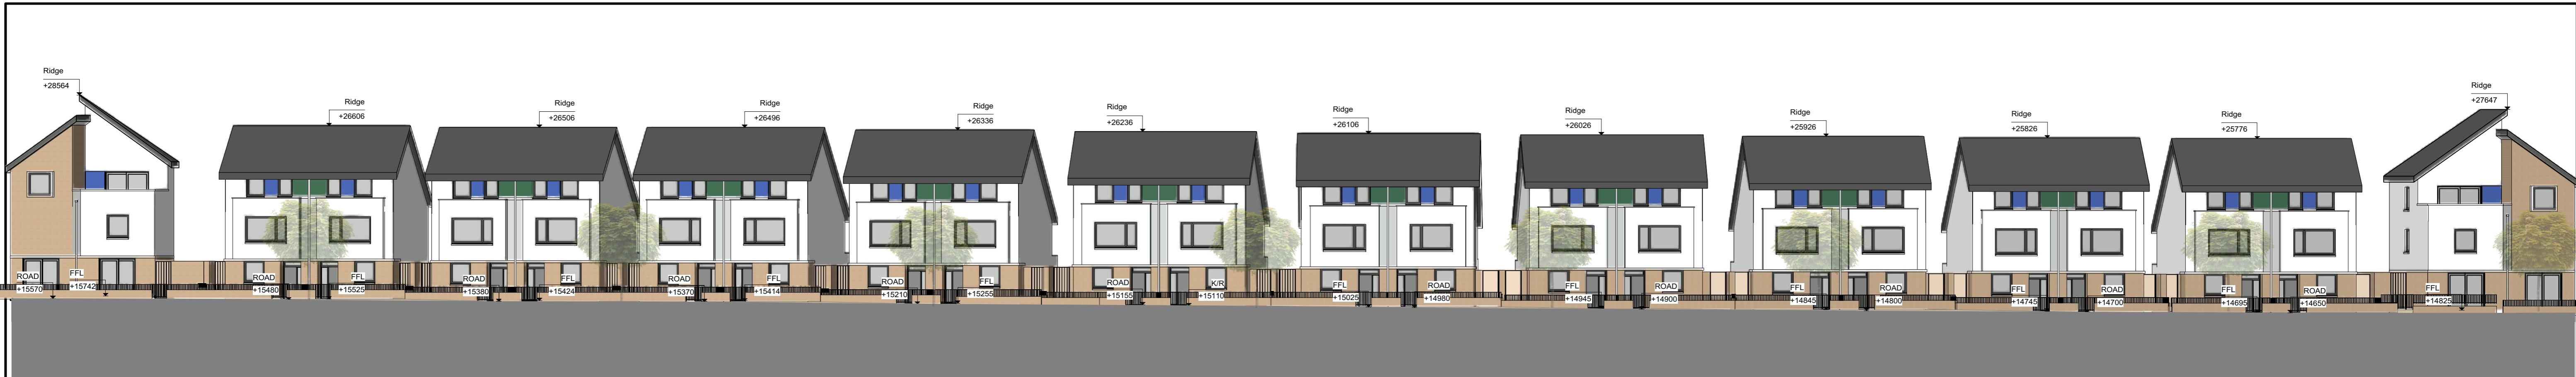 Ridge
+28564
Ridge
+26606
Ridge
+26506
Ridge
+26496
Ridge
+26336
Ridge
+26236
Ridge
+26106
Ridge
+26026
Ridge
+25926
Ridge
+25826
Ridge
+25776
Ridge
+27647
ROAD
+15570
FFL
+15742
ROAD
+15480
FFL
+15525
ROAD
+15380
FFL
+15424
ROAD
+15370
FFL
+15414
ROAD
+15210
FFL
+15255
ROAD
+15155
K/R
+15110
FFL
+15025
ROAD
+14980
FFL
+14945
ROAD
+14900
FFL
+14845
ROAD
+14800
FFL
+14745
ROAD
+14700
FFL
+14695
ROAD
+14650
FFL
+14825